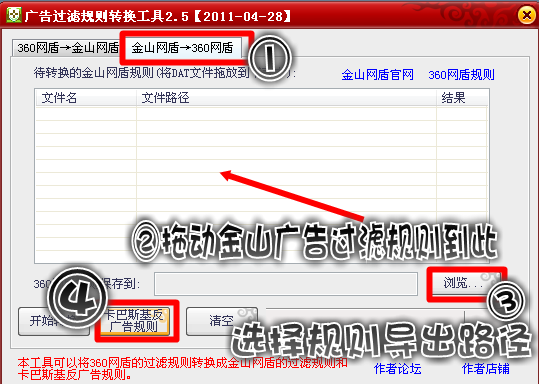 广告过滤规则转换工具2.5【2011-04-28】
360网盾→金山网盾 金山网盾→360网盾
①
待转换的金山网盾规则(将DAT文件拖放到 ): 金山网盾官网 360网盾规则
文件名 文件路径 结果
②拖动金山广告过滤规则到此
360 保存到: 浏览...
③
④
开始 卡巴斯基反广告规则 清空
选择规则导出路径
本工具可以将360网盾的过滤规则转换成金山网盾的过滤规则和
卡巴斯基反广告规则。 作者论坛 作者店铺